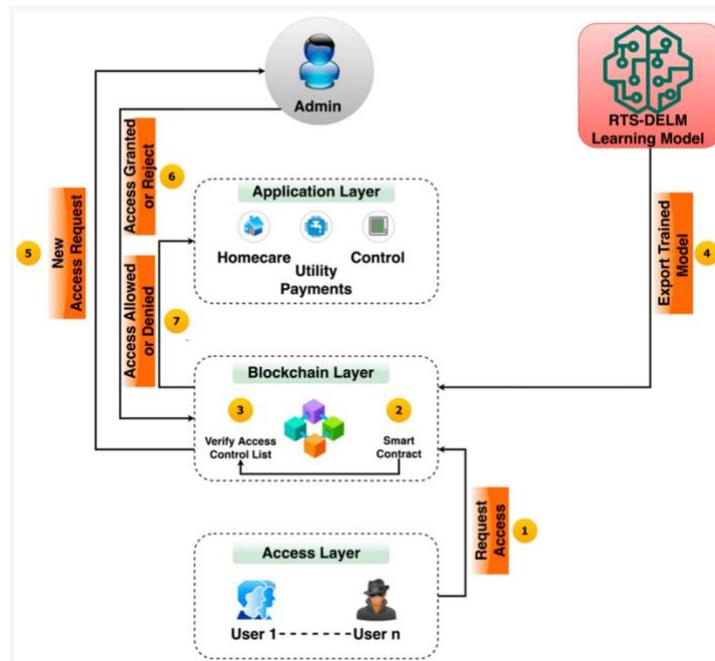 Admin
RTS-DELM
Learning Model
Access Granted
or Reject
6
Application Layer
Homecare
Utility
Payments
Control
5
New
Access Request
4
Export Trained
Model
7
Access Allowed
or Denied
Blockchain Layer
3
2
Verify Access
Control List
Smart
Contract
Request
Access
1
Access Layer
User 1
User n